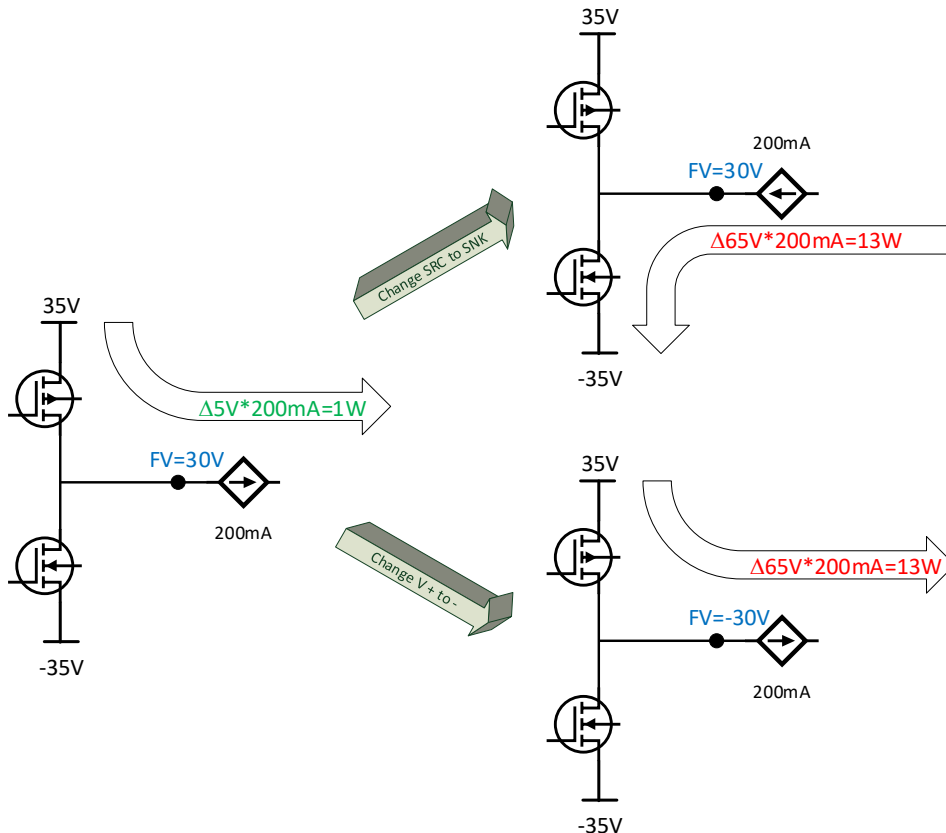 35V
Δ5V*200mA=1W
FV=30V
200mA
-35V
Change SRC to SNK
Change V + to -
35V
200mA
FV=30V
Δ65V*200mA=13W
-35V
35V
Δ65V*200mA=13W
FV=-30V
200mA
-35V